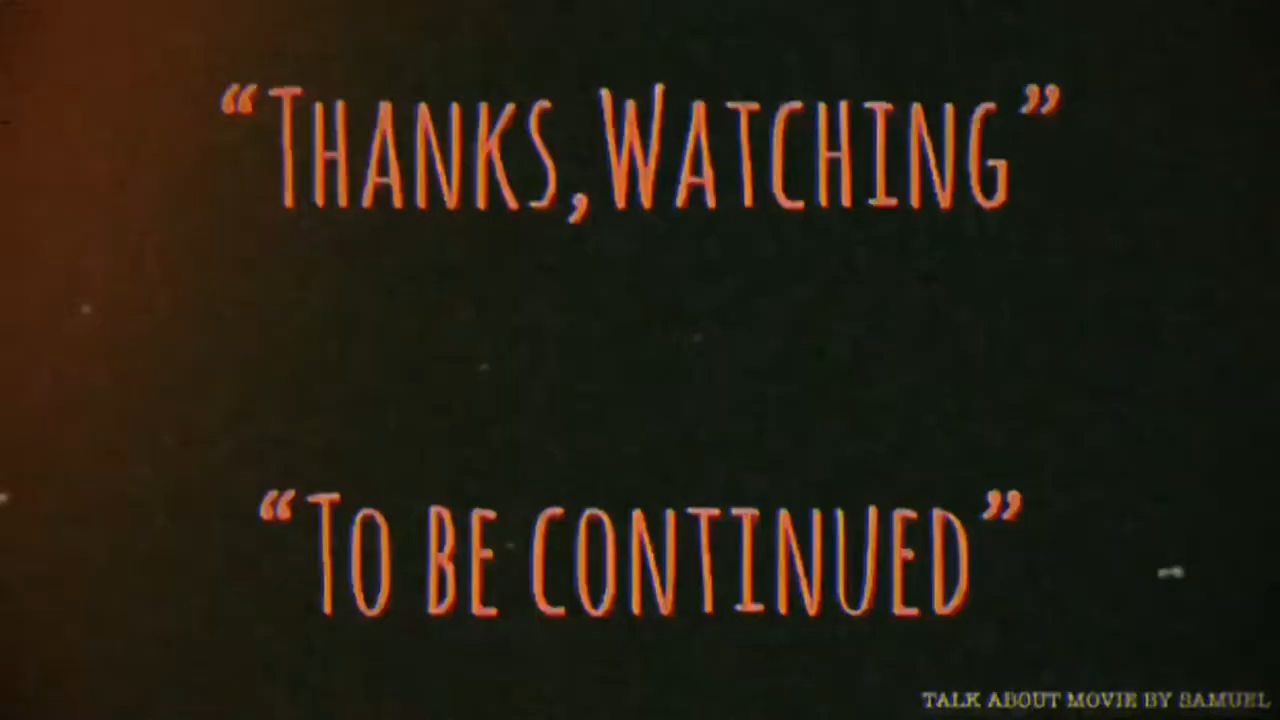 “Thanks,Watching”
“To be continued”
TALK ABOUT MOVIE BY SAMUEL